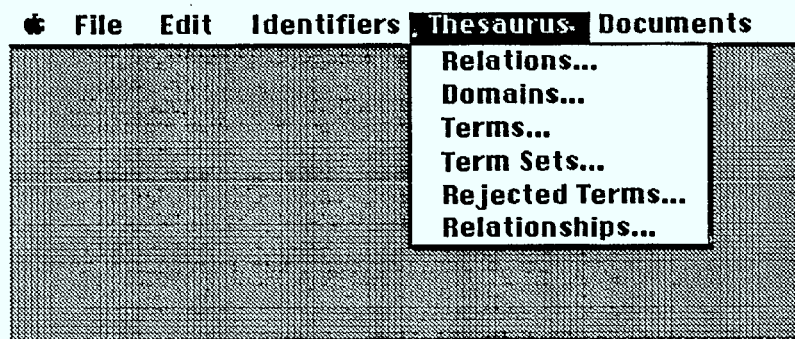 File Edit Identifiers Thesaurus Documents
Relations...
Domains...
Terms...
Term Sets...
Rejected Terms...
Relationships...